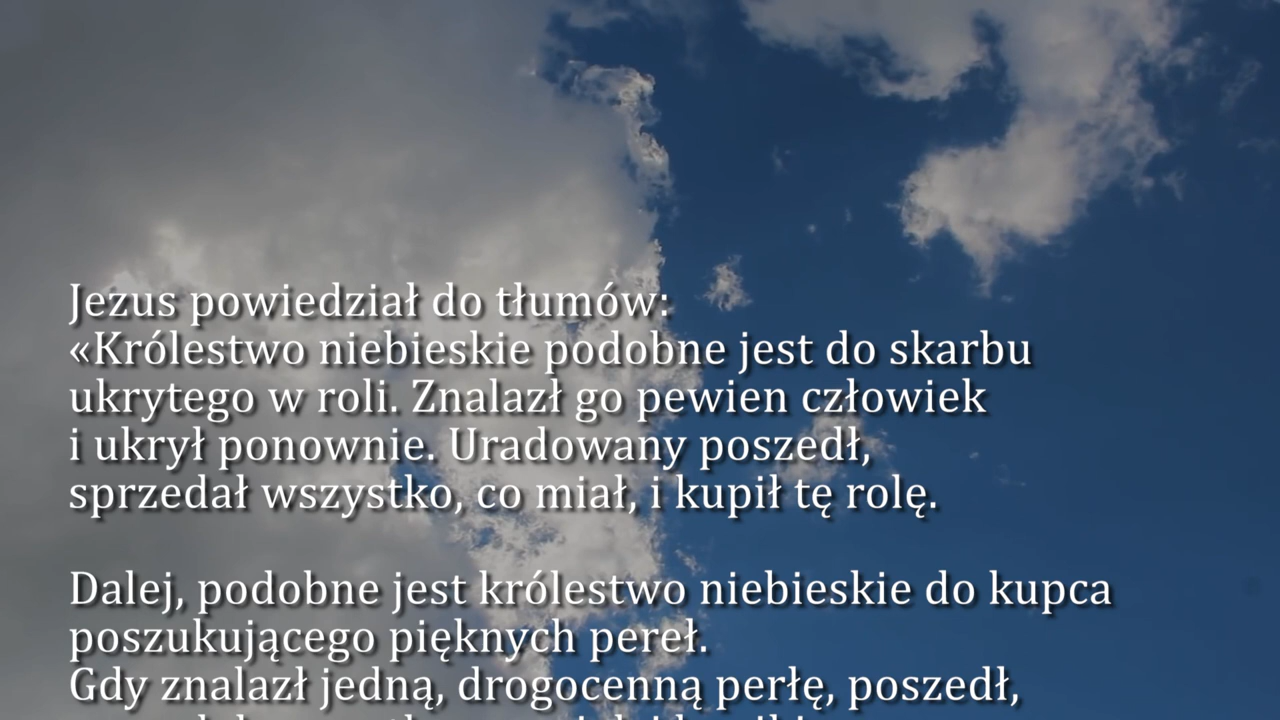 Jezus powiedział do tłumów:
«Królestwo niebieskie podobne jest do skarbu
ukrytego w roli. Znalazł go pewien człowiek
i ukrył ponownie. Uradowany poszedł,
sprzedał wszystko, co miał, i kupił tę rolę.
Dalej, podobne jest królestwo niebieskie do kupca
poszukującego pięknych pereł.
Gdy znalazł jedną, drogocenną perłę, poszedł,